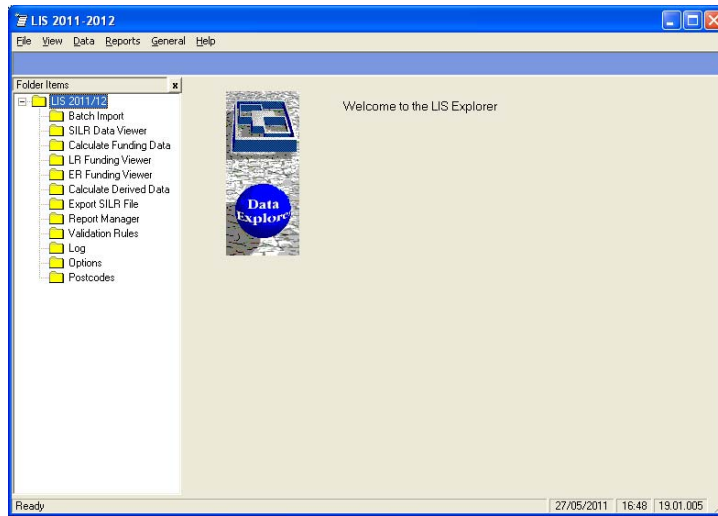 LIS 2011-2012
File View Data Reports General Help
Folder Items x
LIS 2011/12
Batch Import
SILR Data Viewer
Calculate Funding Data
LR Funding Viewer
ER Funding Viewer
Calculate Derived Data
Export SILR File
Report Manager
Validation Rules
Log
Options
Postcodes
Welcome to the LIS Explorer
Data
Explorer
Ready 27/05/2011 16:48 19.01.005